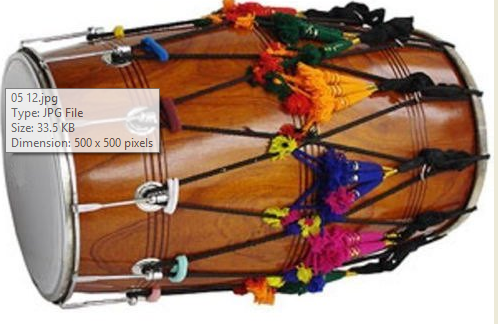 05 12.jpg
Type: JPG File
Size: 33.5 KB
Dimension: 500 x 500 pixels